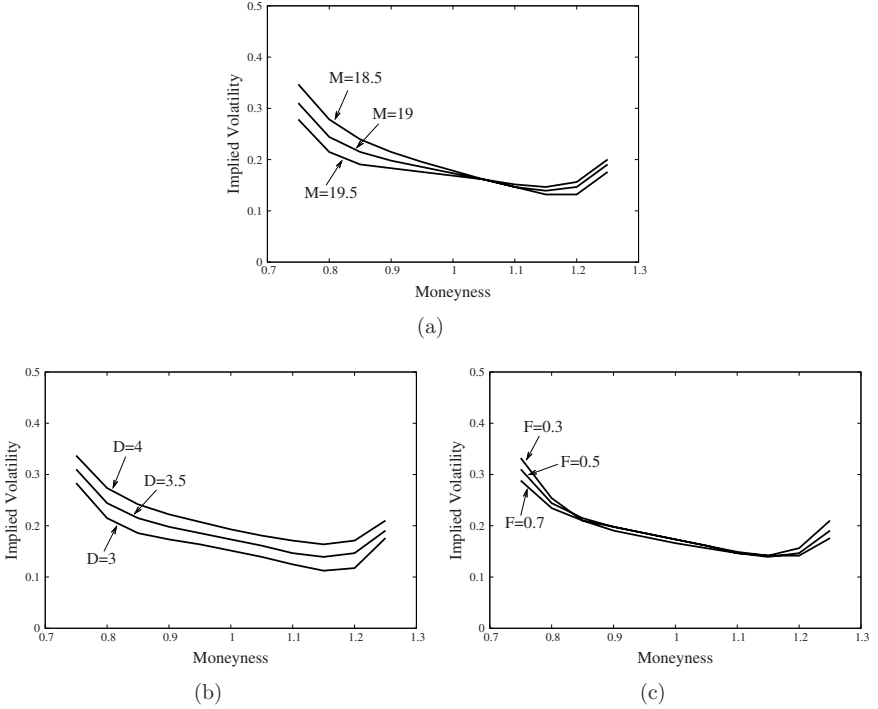 0.5
0.4
0.3
0.2
0.1
0
Implied Volatility
M=18.5
M=19
M=19.5
0.7 0.8 0.9 1 1.1 1.2 1.3
Moneyness
(a)
0.5
0.4
0.3
0.2
0.1
0
Implied Volatility
D=4
D=3.5
D=3
0.7 0.8 0.9 1 1.1 1.2 1.3
Moneyness
(b)
0.5
0.4
0.3
0.2
0.1
0
Implied Volatility
F=0.3
F=0.5
F=0.7
0.7 0.8 0.9 1 1.1 1.2 1.3
Moneyness
(c)